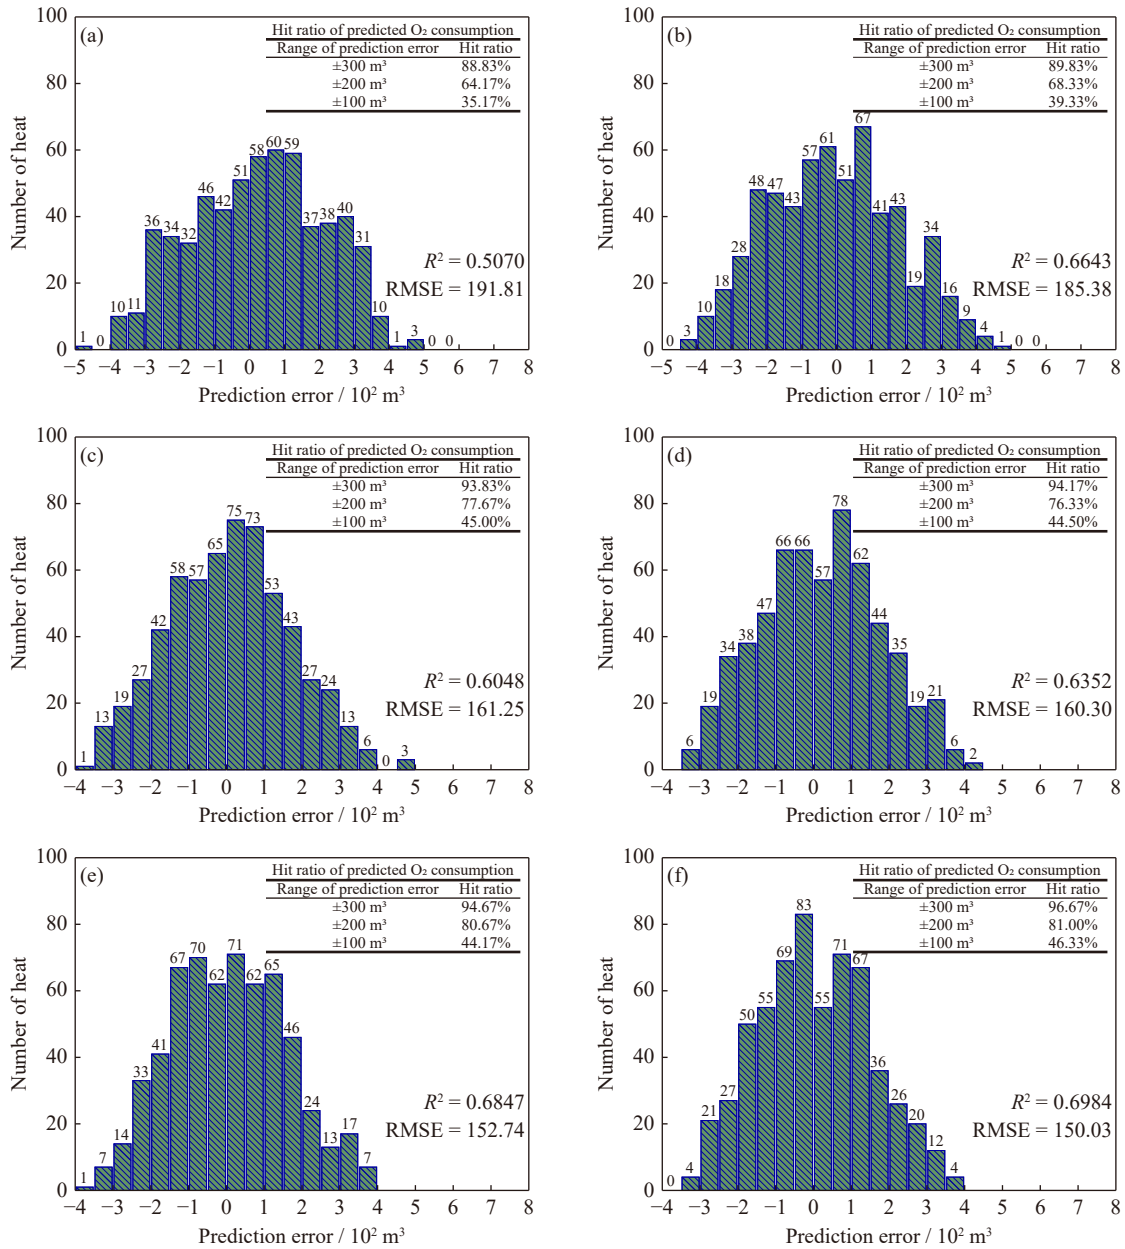 (a)
Hit ratio of predicted O₂ consumption
Range of prediction error Hit ratio
±300 m³ 88.83%
±200 m³ 64.17%
±100 m³ 35.17%
100
80
60
40
20
0
Number of heat
1 0 10 11 36 34 32 46 42 51 58 60 59 37 38 40 31 10 1 3 0 0
R² = 0.5070
RMSE = 191.81
−5 −4 −3 −2 −1 0 1 2 3 4 5 6 7 8
Prediction error / 10² m³
(b)
Hit ratio of predicted O₂ consumption
Range of prediction error Hit ratio
±300 m³ 89.83%
±200 m³ 68.33%
±100 m³ 39.33%
100
80
60
40
20
0
Number of heat
0 3 10 18 28 48 47 43 57 61 51 67 41 43 19 34 16 9 4 1 0 0
R² = 0.6643
RMSE = 185.38
−5 −4 −3 −2 −1 0 1 2 3 4 5 6 7 8
Prediction error / 10² m³
(c)
Hit ratio of predicted O₂ consumption
Range of prediction error Hit ratio
±300 m³ 93.83%
±200 m³ 77.67%
±100 m³ 45.00%
100
80
60
40
20
0
Number of heat
1 13 19 27 42 58 57 65 75 73 53 43 27 24 13 6 0 3
R² = 0.6048
RMSE = 161.25
−4 −3 −2 −1 0 1 2 3 4 5 6 7 8
Prediction error / 10² m³
(d)
Hit ratio of predicted O₂ consumption
Range of prediction error Hit ratio
±300 m³ 94.17%
±200 m³ 76.33%
±100 m³ 44.50%
100
80
60
40
20
0
Number of heat
6 19 34 38 47 66 66 57 78 62 44 35 19 21 6 2
R² = 0.6352
RMSE = 160.30
−4 −3 −2 −1 0 1 2 3 4 5 6 7 8
Prediction error / 10² m³
(e)
Hit ratio of predicted O₂ consumption
Range of prediction error Hit ratio
±300 m³ 94.67%
±200 m³ 80.67%
±100 m³ 44.17%
100
80
60
40
20
0
Number of heat
1 7 14 33 41 67 70 62 71 62 65 46 24 13 17 7
R² = 0.6847
RMSE = 152.74
−4 −3 −2 −1 0 1 2 3 4 5 6 7 8
Prediction error / 10² m³
(f)
Hit ratio of predicted O₂ consumption
Range of prediction error Hit ratio
±300 m³ 96.67%
±200 m³ 81.00%
±100 m³ 46.33%
100
80
60
40
20
0
Number of heat
0 4 21 27 50 55 69 83 55 71 67 36 26 20 12 4
R² = 0.6984
RMSE = 150.03
−4 −3 −2 −1 0 1 2 3 4 5 6 7 8
Prediction error / 10² m³